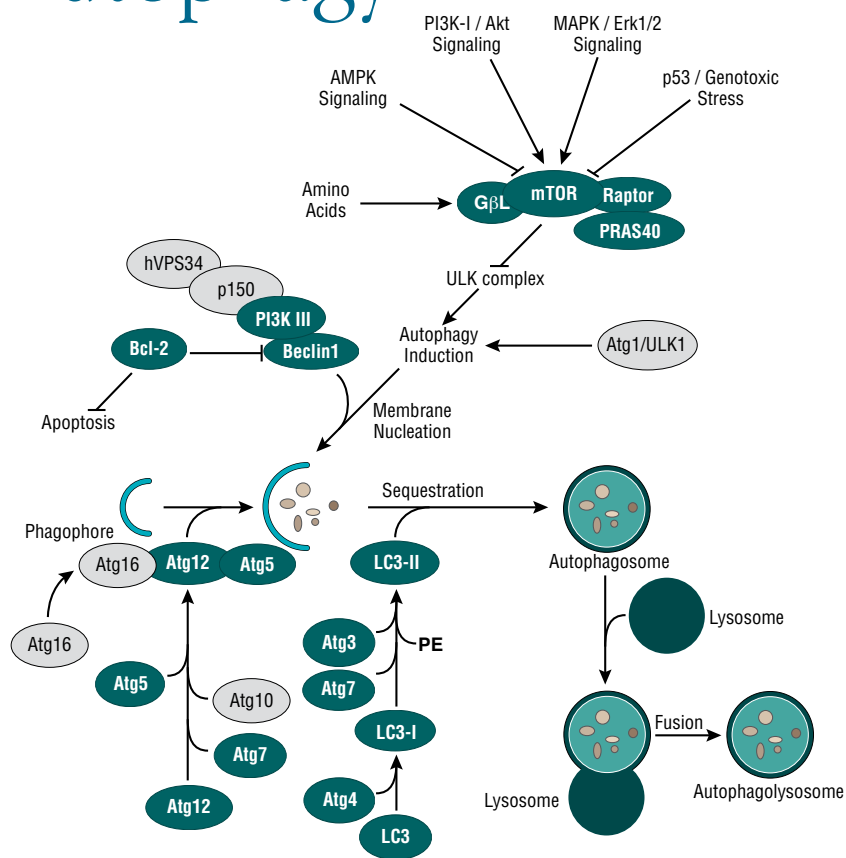 PI3K-I / Akt
Signaling
MAPK / Erk1/2
Signaling
AMPK
Signaling
p53 / Genotoxic
Stress
Amino
Acids
GβL
mTOR
Raptor
PRAS40
ULK complex
hVPS34
p150
PI3K III
Beclin1
Bcl-2
Apoptosis
Autophagy
Induction
Atg1/ULK1
Membrane
Nucleation
Phagophore
Sequestration
Atg16
Atg12
Atg5
LC3-II
Autophagosome
Lysosome
Atg16
Atg5
Atg10
Atg7
Atg12
Atg3
PE
Atg7
LC3-I
Atg4
LC3
Fusion
Lysosome
Autophagolysosome